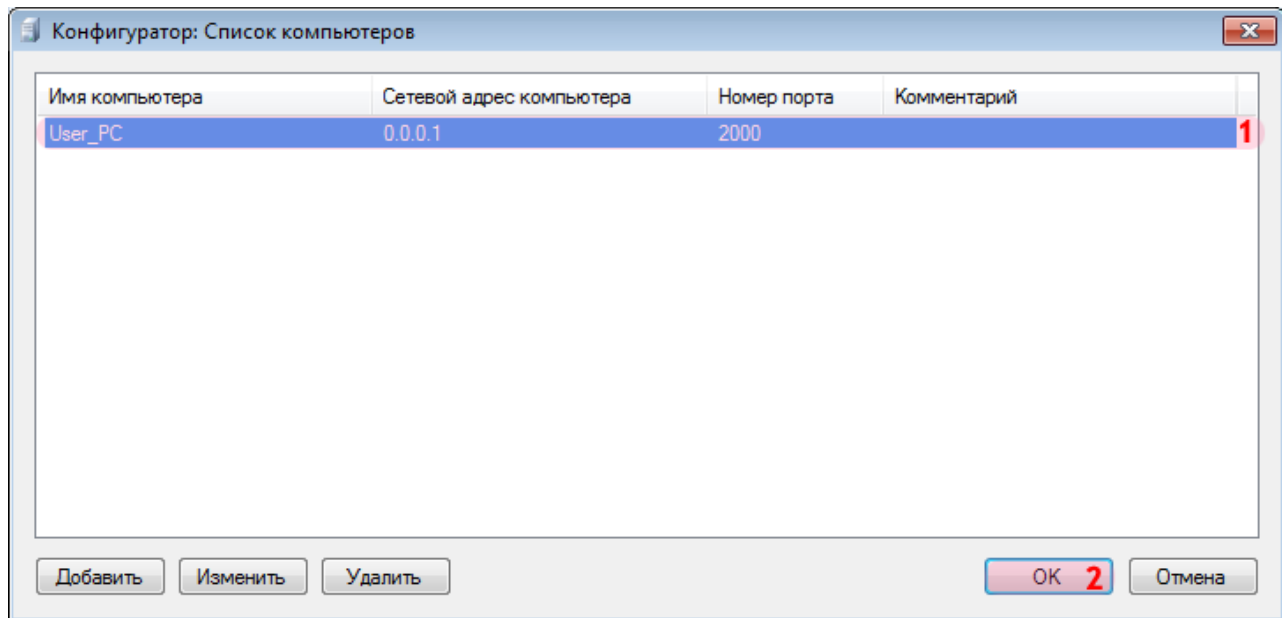 Конфигуратор: Список компьютеров
Имя компьютера Сетевой адрес компьютера Номер порта Комментарий
User_PC 0.0.0.1 2000 1
Добавить Изменить Удалить OK 2 Отмена